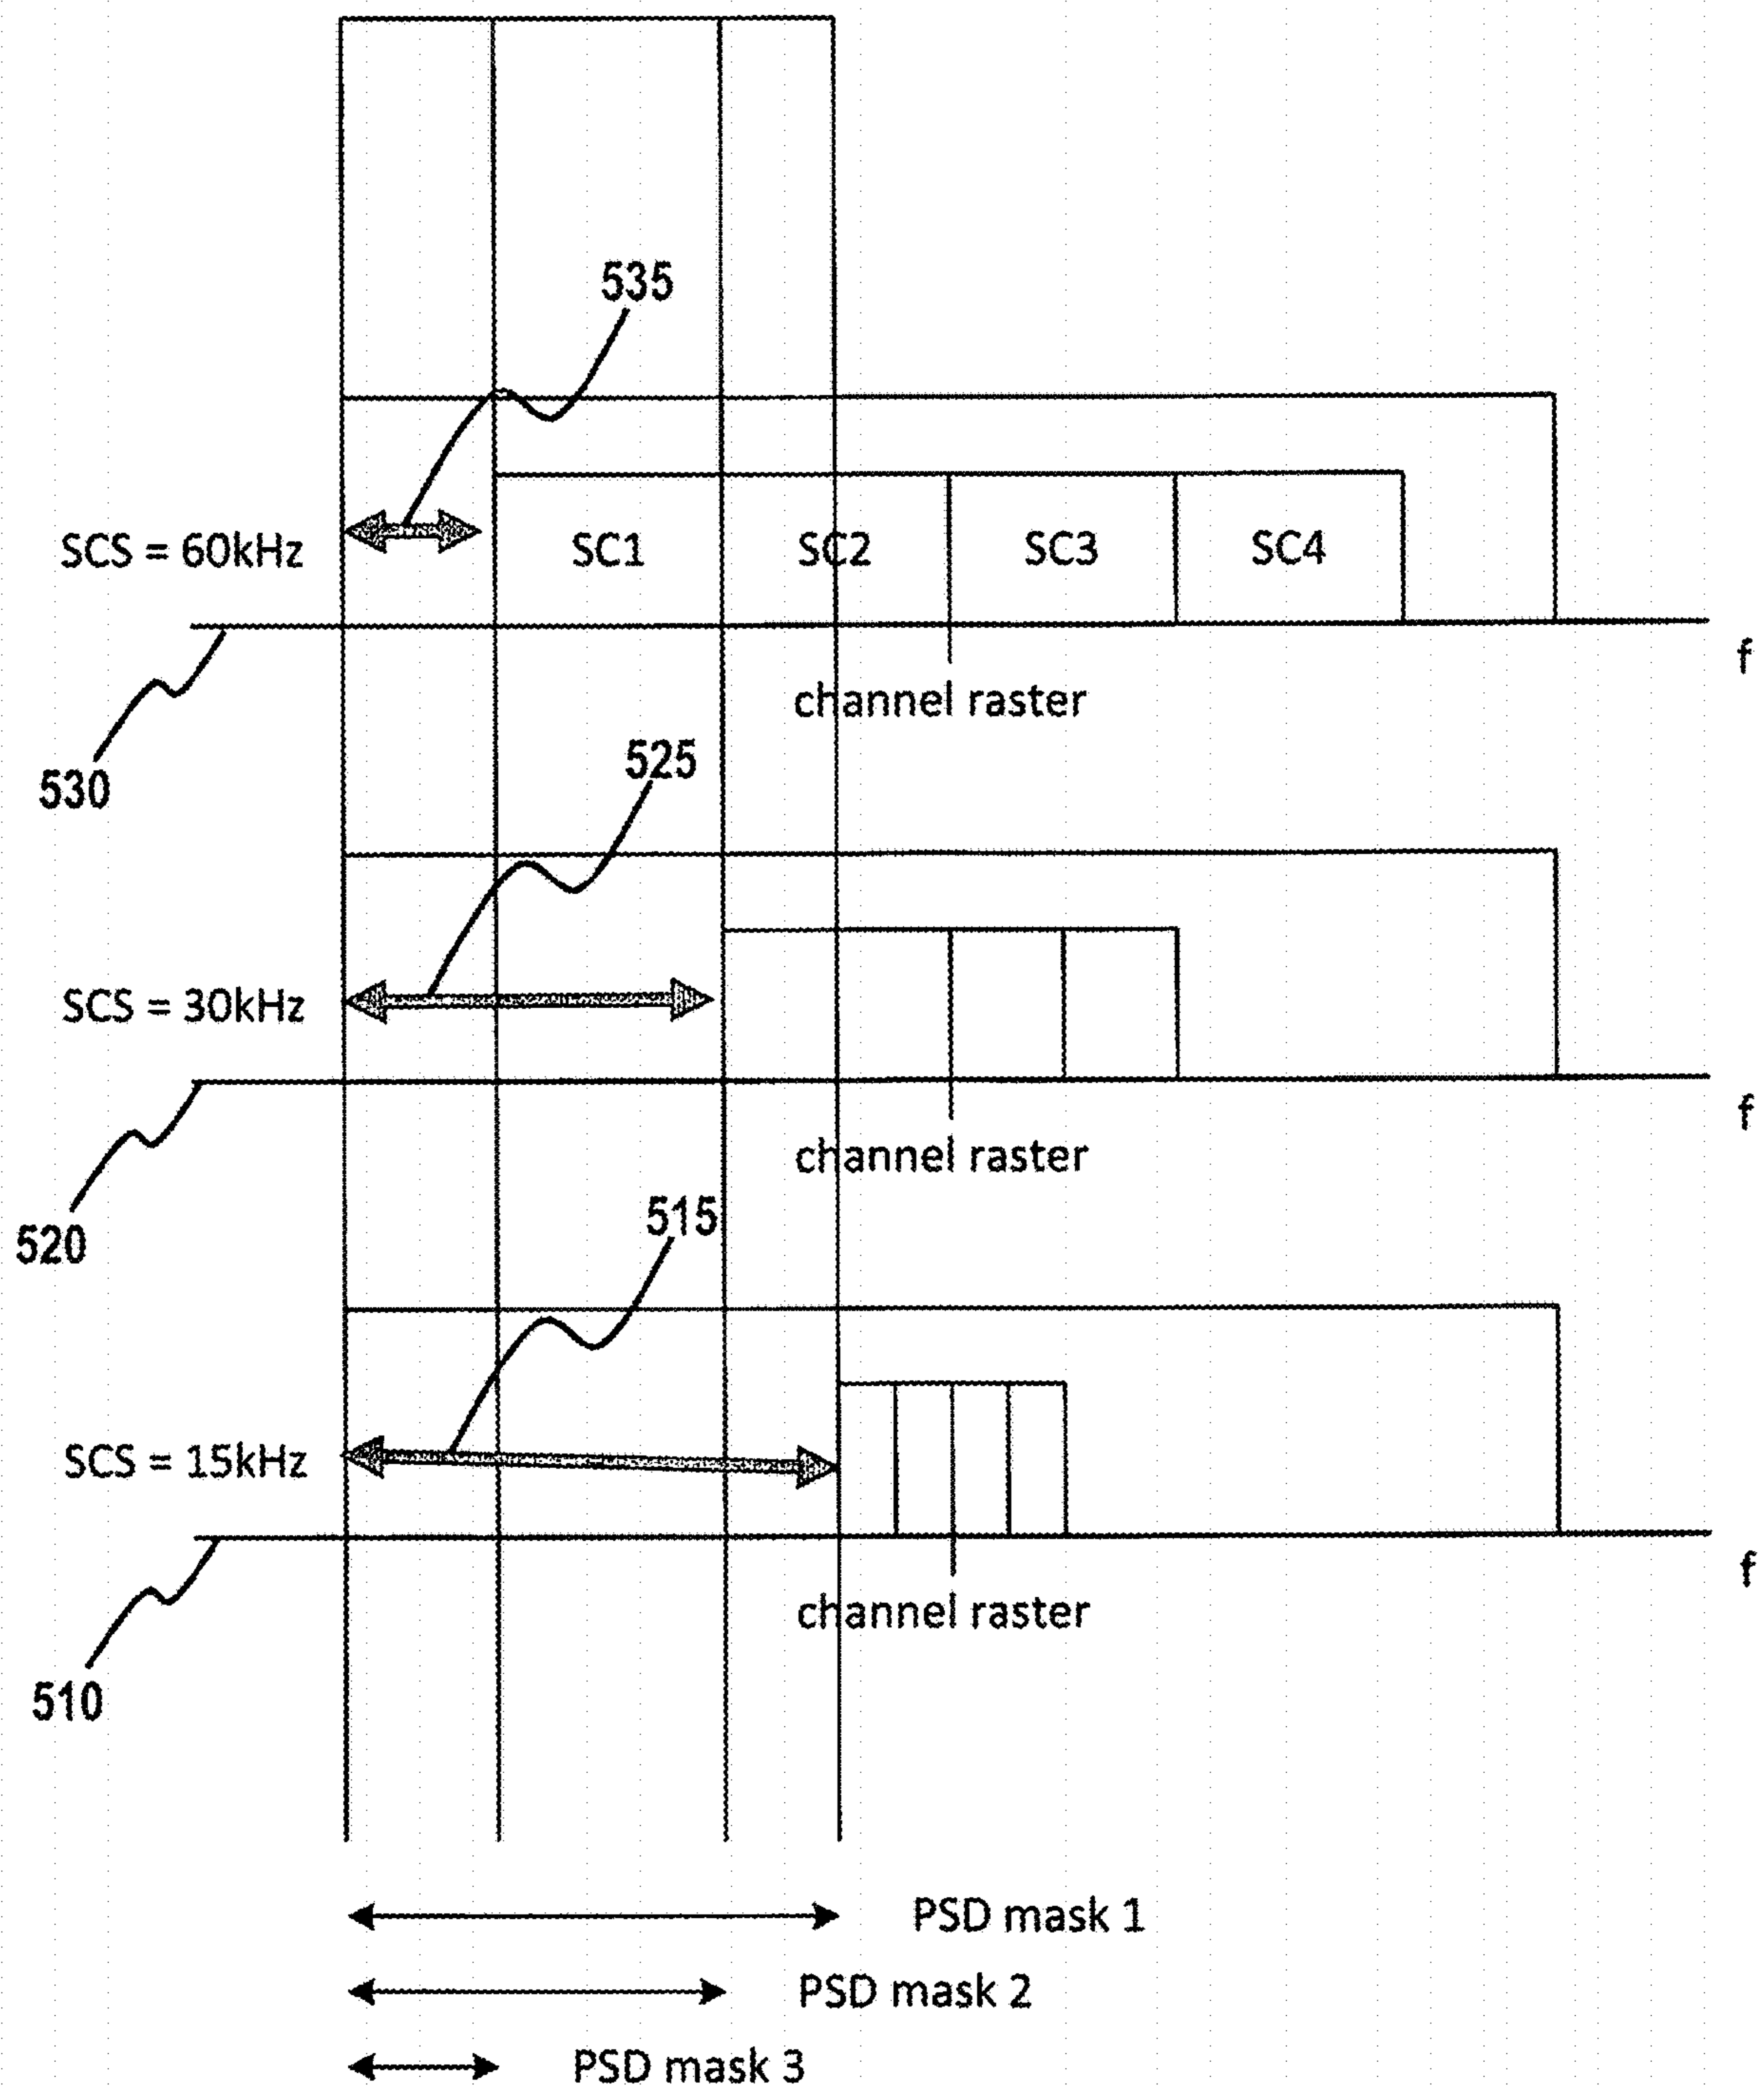 535
SCS = 60kHz
SC1
SC2
SC3
SC4
f
channel raster
530
525
SCS = 30kHz
f
channel raster
520
515
SCS = 15kHz
f
channel raster
510
PSD mask 1
PSD mask 2
PSD mask 3